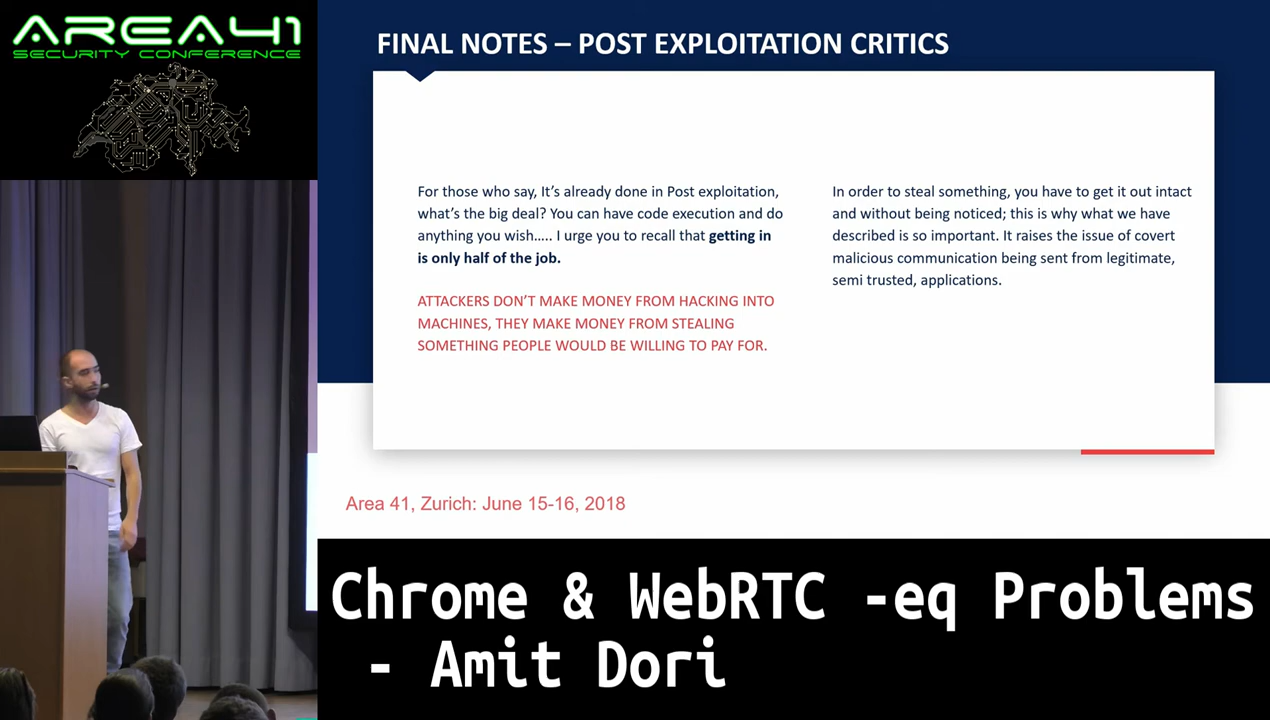 AREA41
SECURITY CONFERENCE
FINAL NOTES – POST EXPLOITATION CRITICS
For those who say, It’s already done in Post exploitation,
what’s the big deal? You can have code execution and do
anything you wish….. I urge you to recall that getting in
is only half of the job.
ATTACKERS DON’T MAKE MONEY FROM HACKING INTO
MACHINES, THEY MAKE MONEY FROM STEALING
SOMETHING PEOPLE WOULD BE WILLING TO PAY FOR.
In order to steal something, you have to get it out intact
and without being noticed; this is why what we have
described is so important. It raises the issue of covert
malicious communication being sent from legitimate,
semi trusted, applications.
Area 41, Zurich: June 15-16, 2018
Chrome & WebRTC -eq Problems
- Amit Dori